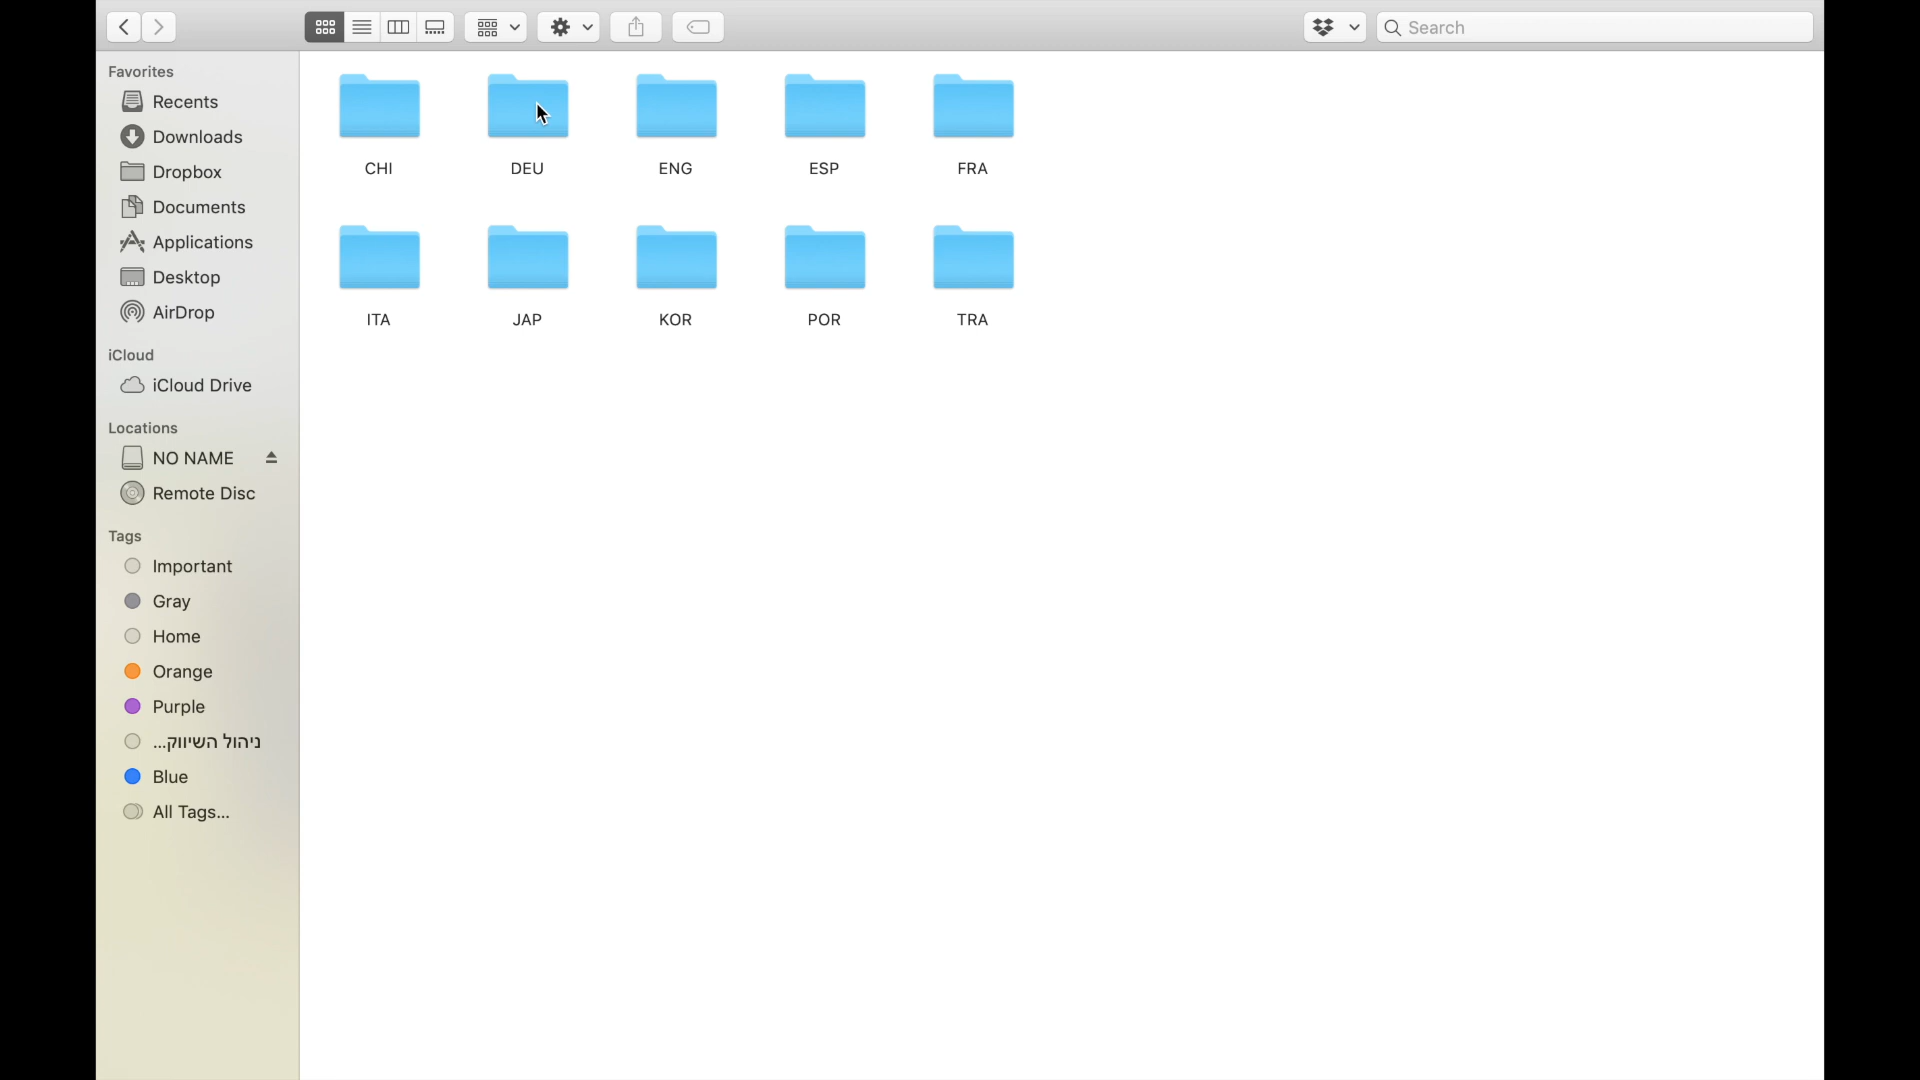 Search
Favorites
Recents
Downloads
Dropbox
Documents
Applications
Desktop
AirDrop
iCloud
iCloud Drive
Locations
NO NAME
Remote Disc
Tags
Important
Gray
Home
Orange
Purple
ניהול השיווק...
Blue
All Tags...
CHI
DEU
ENG
ESP
FRA
ITA
JAP
KOR
POR
TRA